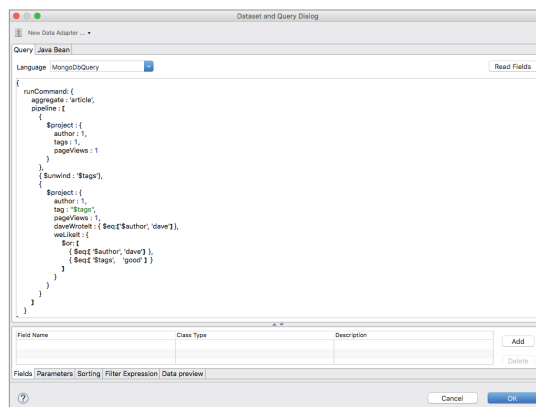 Dataset and Query Dialog
New Data Adapter ...
Query Java Bean
Language MongoDbQuery Read Fields
{
runCommand: {
aggregate : 'article',
pipeline : [
{
$project : {
author : 1,
tags : 1,
pageViews : 1
}
},
{ $unwind : '$tags'},
{
$project : {
author : 1,
tag : "$tags",
pageViews : 1,
daveWroteIt : { $eq:['$author', 'dave'] },
weLikeIt : {
$or: [
{ $eq:[ '$author', 'dave'] },
{ $eq:[ '$tags', 'good' ] }
]
}
}
}
]
}
Field Name Class Type Description
Add
Delete
Fields Parameters Sorting Filter Expression Data preview
? Cancel OK